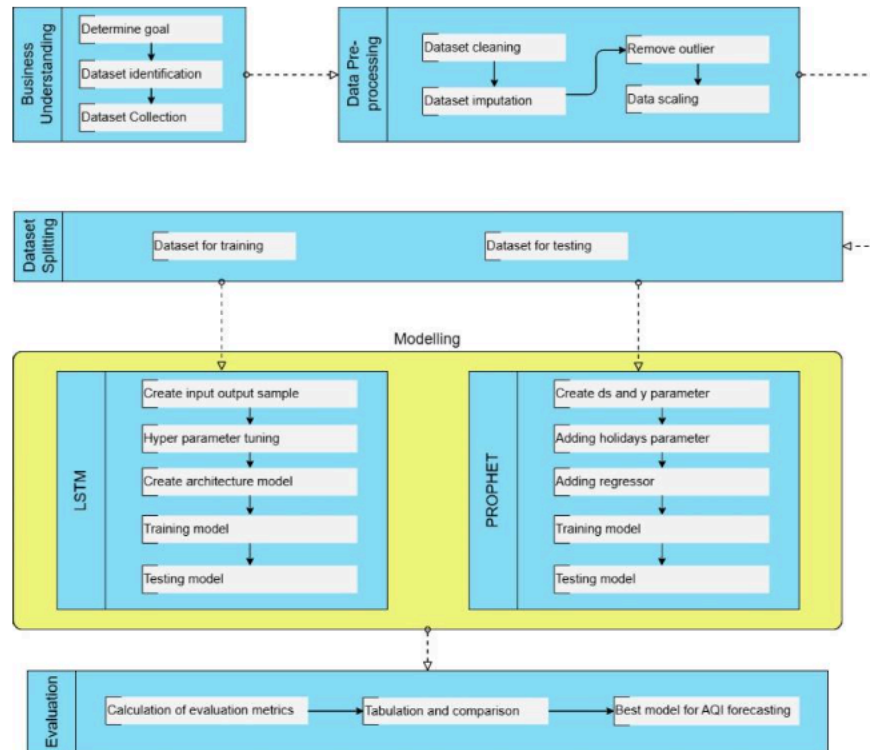 Business
Understanding
Determine goal
Dataset identification
Dataset Collection
Data Pre-
processing
Dataset cleaning
Dataset imputation
Remove outlier
Data scaling
Dataset
Splitting
Dataset for training
Dataset for testing
Modelling
LSTM
Create input output sample
Hyper parameter tuning
Create architecture model
Training model
Testing model
PROPHET
Create ds and y parameter
Adding holidays parameter
Adding regressor
Training model
Testing model
Evaluation
Calculation of evaluation metrics
Tabulation and comparison
Best model for AQI forecasting